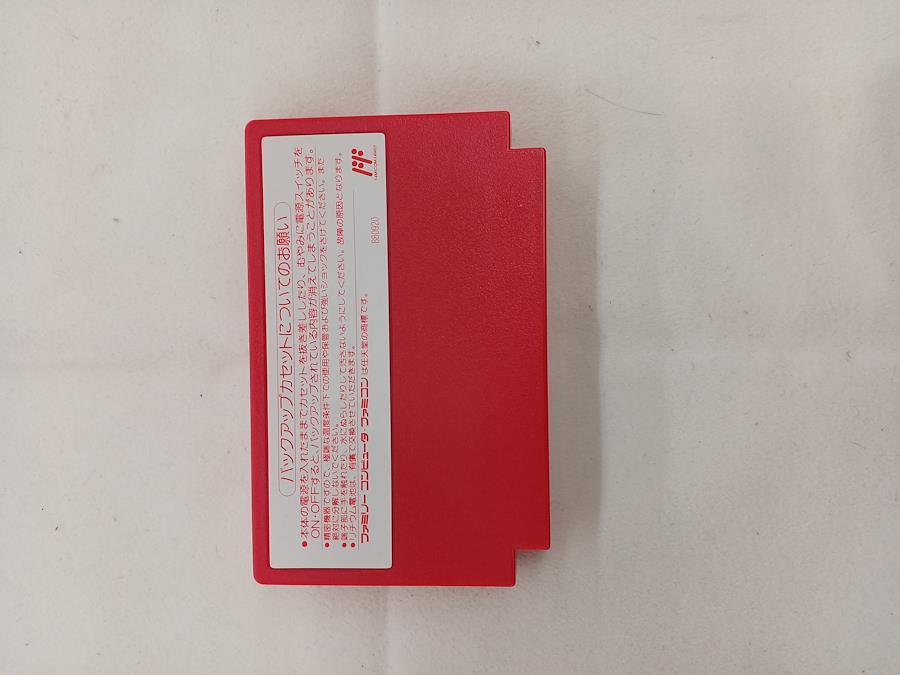 バックアップカセットについてのお願い
●本体の電源を入れたままでカセットを抜き差ししたり、むやみに電源スイッチを
ON・OFFすると、バックアップされている内容が消えてしまうことがあります。
●精密機器ですので、極端な温度条件下での使用や保管および強いショックをさけてください。また
絶対に分解しないでください。
●端子部に手を触れたり、水にぬらしたりして汚さないようにしてください。故障の原因となります。
●リチウム電池は、有償で交換させていただきます。
ファミリーコンピュータ・ファミコンは任天堂の商標です。
880920